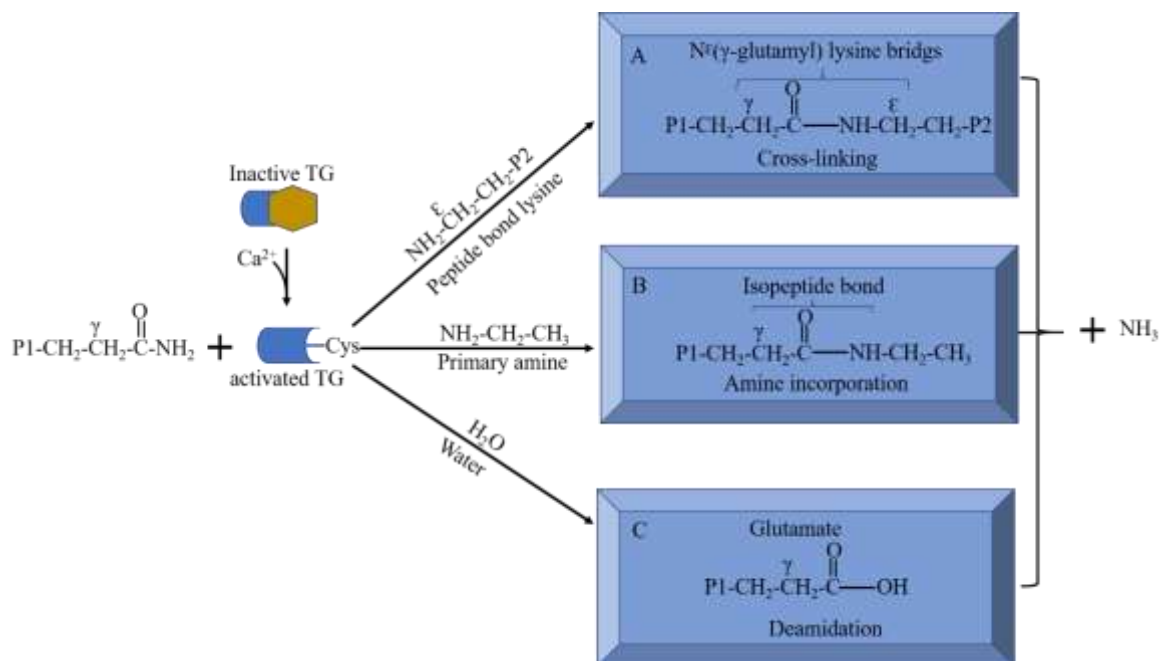 Inactive TG
Ca²⁺
γ
O
P1-CH₂-CH₂-C-NH₂
+
Cys
activated TG
ε
NH₂-CH₂-CH₂-P2
Peptide bond lysine
NH₂-CH₂-CH₃
Primary amine
H₂O
Water
A
Nᵍ(γ-glutamyl) lysine bridgs
O
γ
ε
P1-CH₂-CH₂-C—NH-CH₂-CH₂-P2
Cross-linking
B
Isopeptide bond
O
γ
P1-CH₂-CH₂-C—NH-CH₂-CH₃
Amine incorporation
C
Glutamate
O
γ
P1-CH₂-CH₂-C—OH
Deamidation
+ NH₃